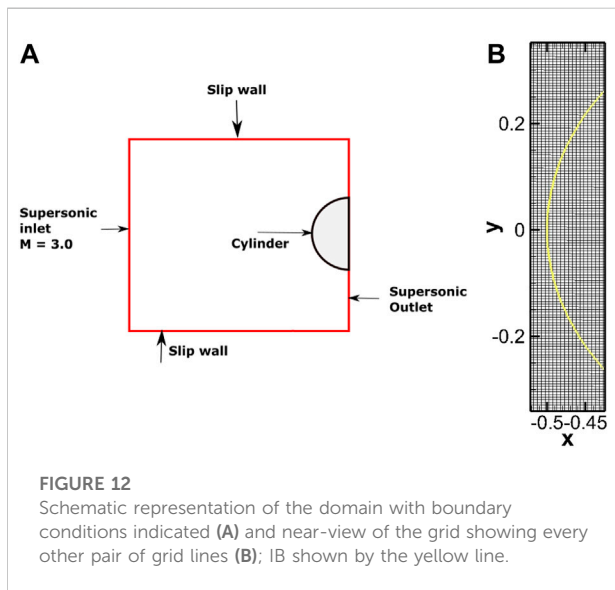 A
B
Slip wall
Supersonic
inlet
M = 3.0
Cylinder
Supersonic
Outlet
Slip wall
y
0.2
0
-0.2
-0.5-0.45
x
FIGURE 12
Schematic representation of the domain with boundary
conditions indicated (A) and near-view of the grid showing every
other pair of grid lines (B); IB shown by the yellow line.